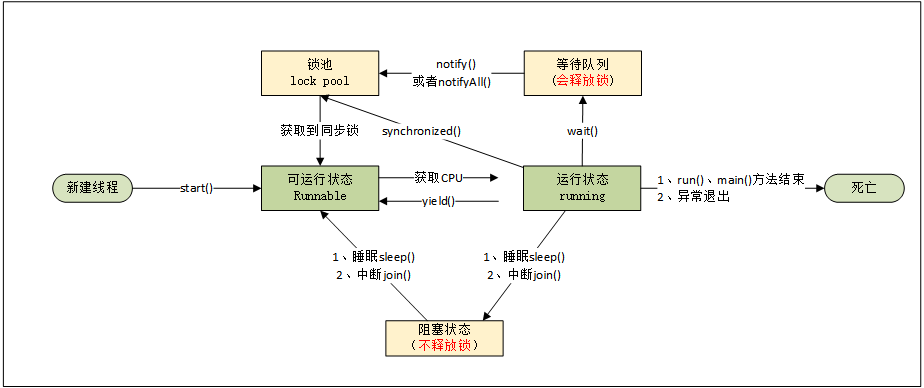 锁池
lock pool
notify()
或者notifyAll()
等待队列
(会释放锁)
获取到同步锁
synchronized()
wait()
新建线程
start()
可运行状态
Runnable
获取CPU
yield()
运行状态
running
1、run()、main()方法结束
2、异常退出
死亡
1、睡眠sleep()
2、中断join()
1、睡眠sleep()
2、中断join()
阻塞状态
（不释放锁）